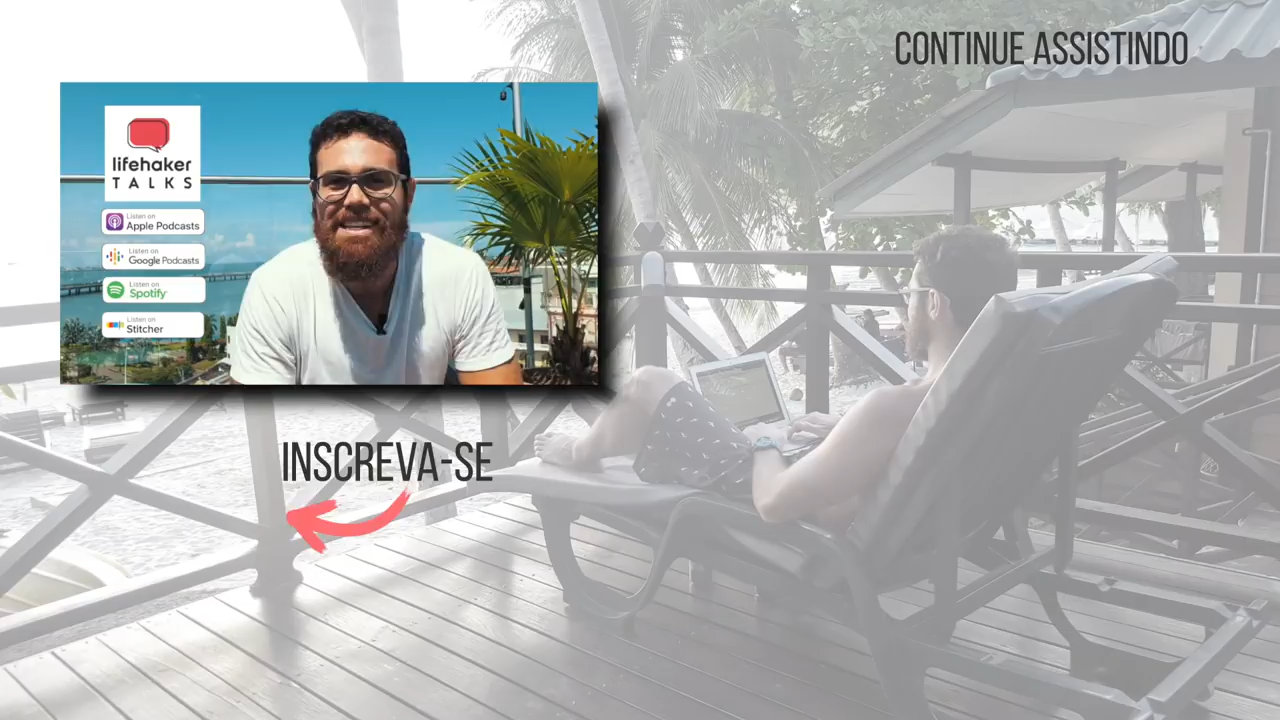 CONTINUE ASSISTINDO
lifehaker
TALKS
Listen on
Apple Podcasts
Listen on
Google Podcasts
Listen on
Spotify
Listen on
Stitcher
INSCREVA-SE